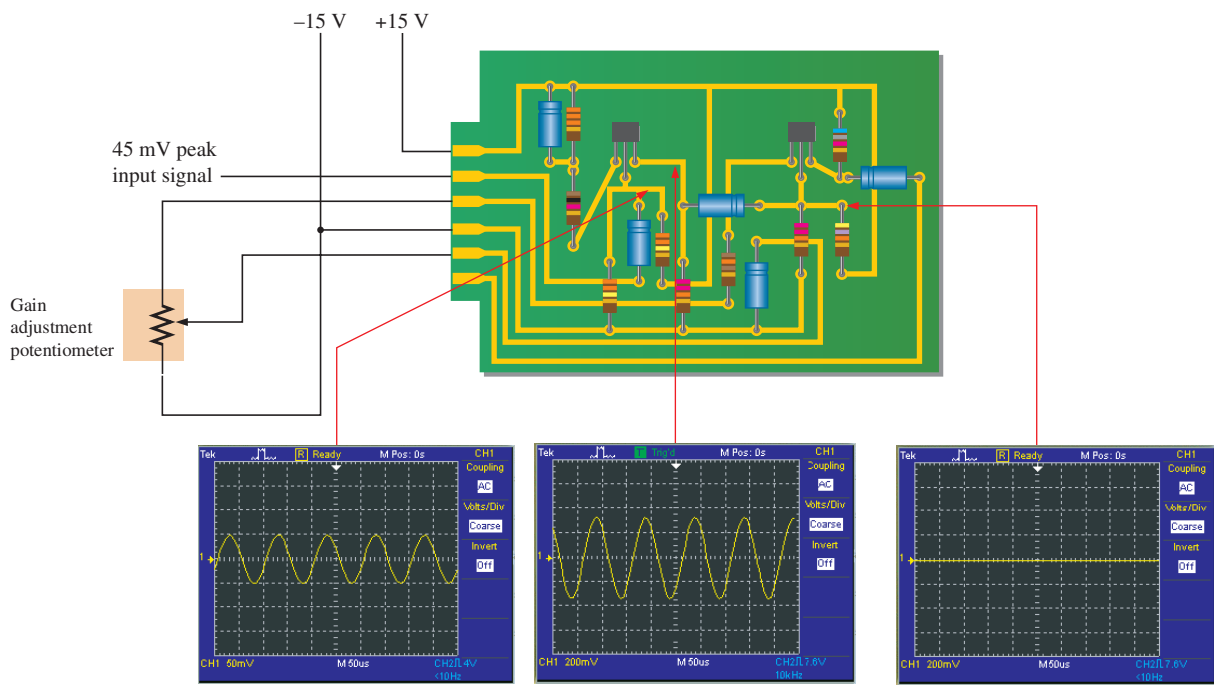 –15 V
+15 V
45 mV peak
input signal
Gain
adjustment
potentiometer
Tek
R Ready
M Pos: 0s
CH1
Coupling
AC
Volts/Div
Coarse
Invert
Off
1
CH1 50mV
M 50us
CH2 4V
<10Hz
Tek
T Trig'd
M Pos: 0s
CH1
Coupling
AC
Volts/Div
Coarse
Invert
Off
1
CH1 200mV
M 50us
CH2 7.6V
10kHz
Tek
R Ready
M Pos: 0s
CH1
Coupling
AC
Volts/Div
Coarse
Invert
Off
1
CH1 200mV
M 50us
CH2 7.6V
<10Hz